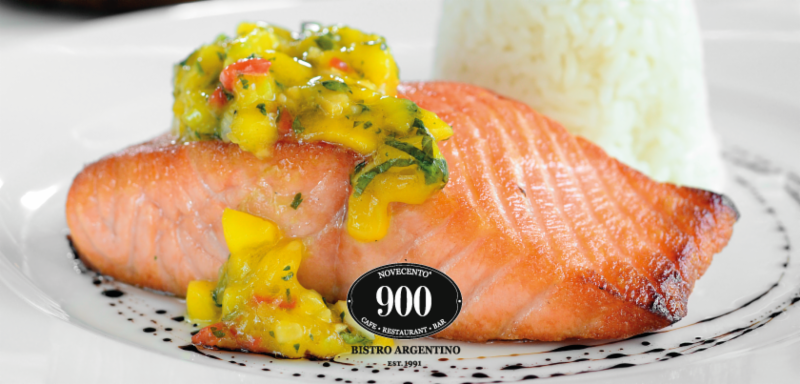 NOVECENTO®
900
CAFE • RESTAURANT • BAR
BISTRO ARGENTINO
EST. 1991